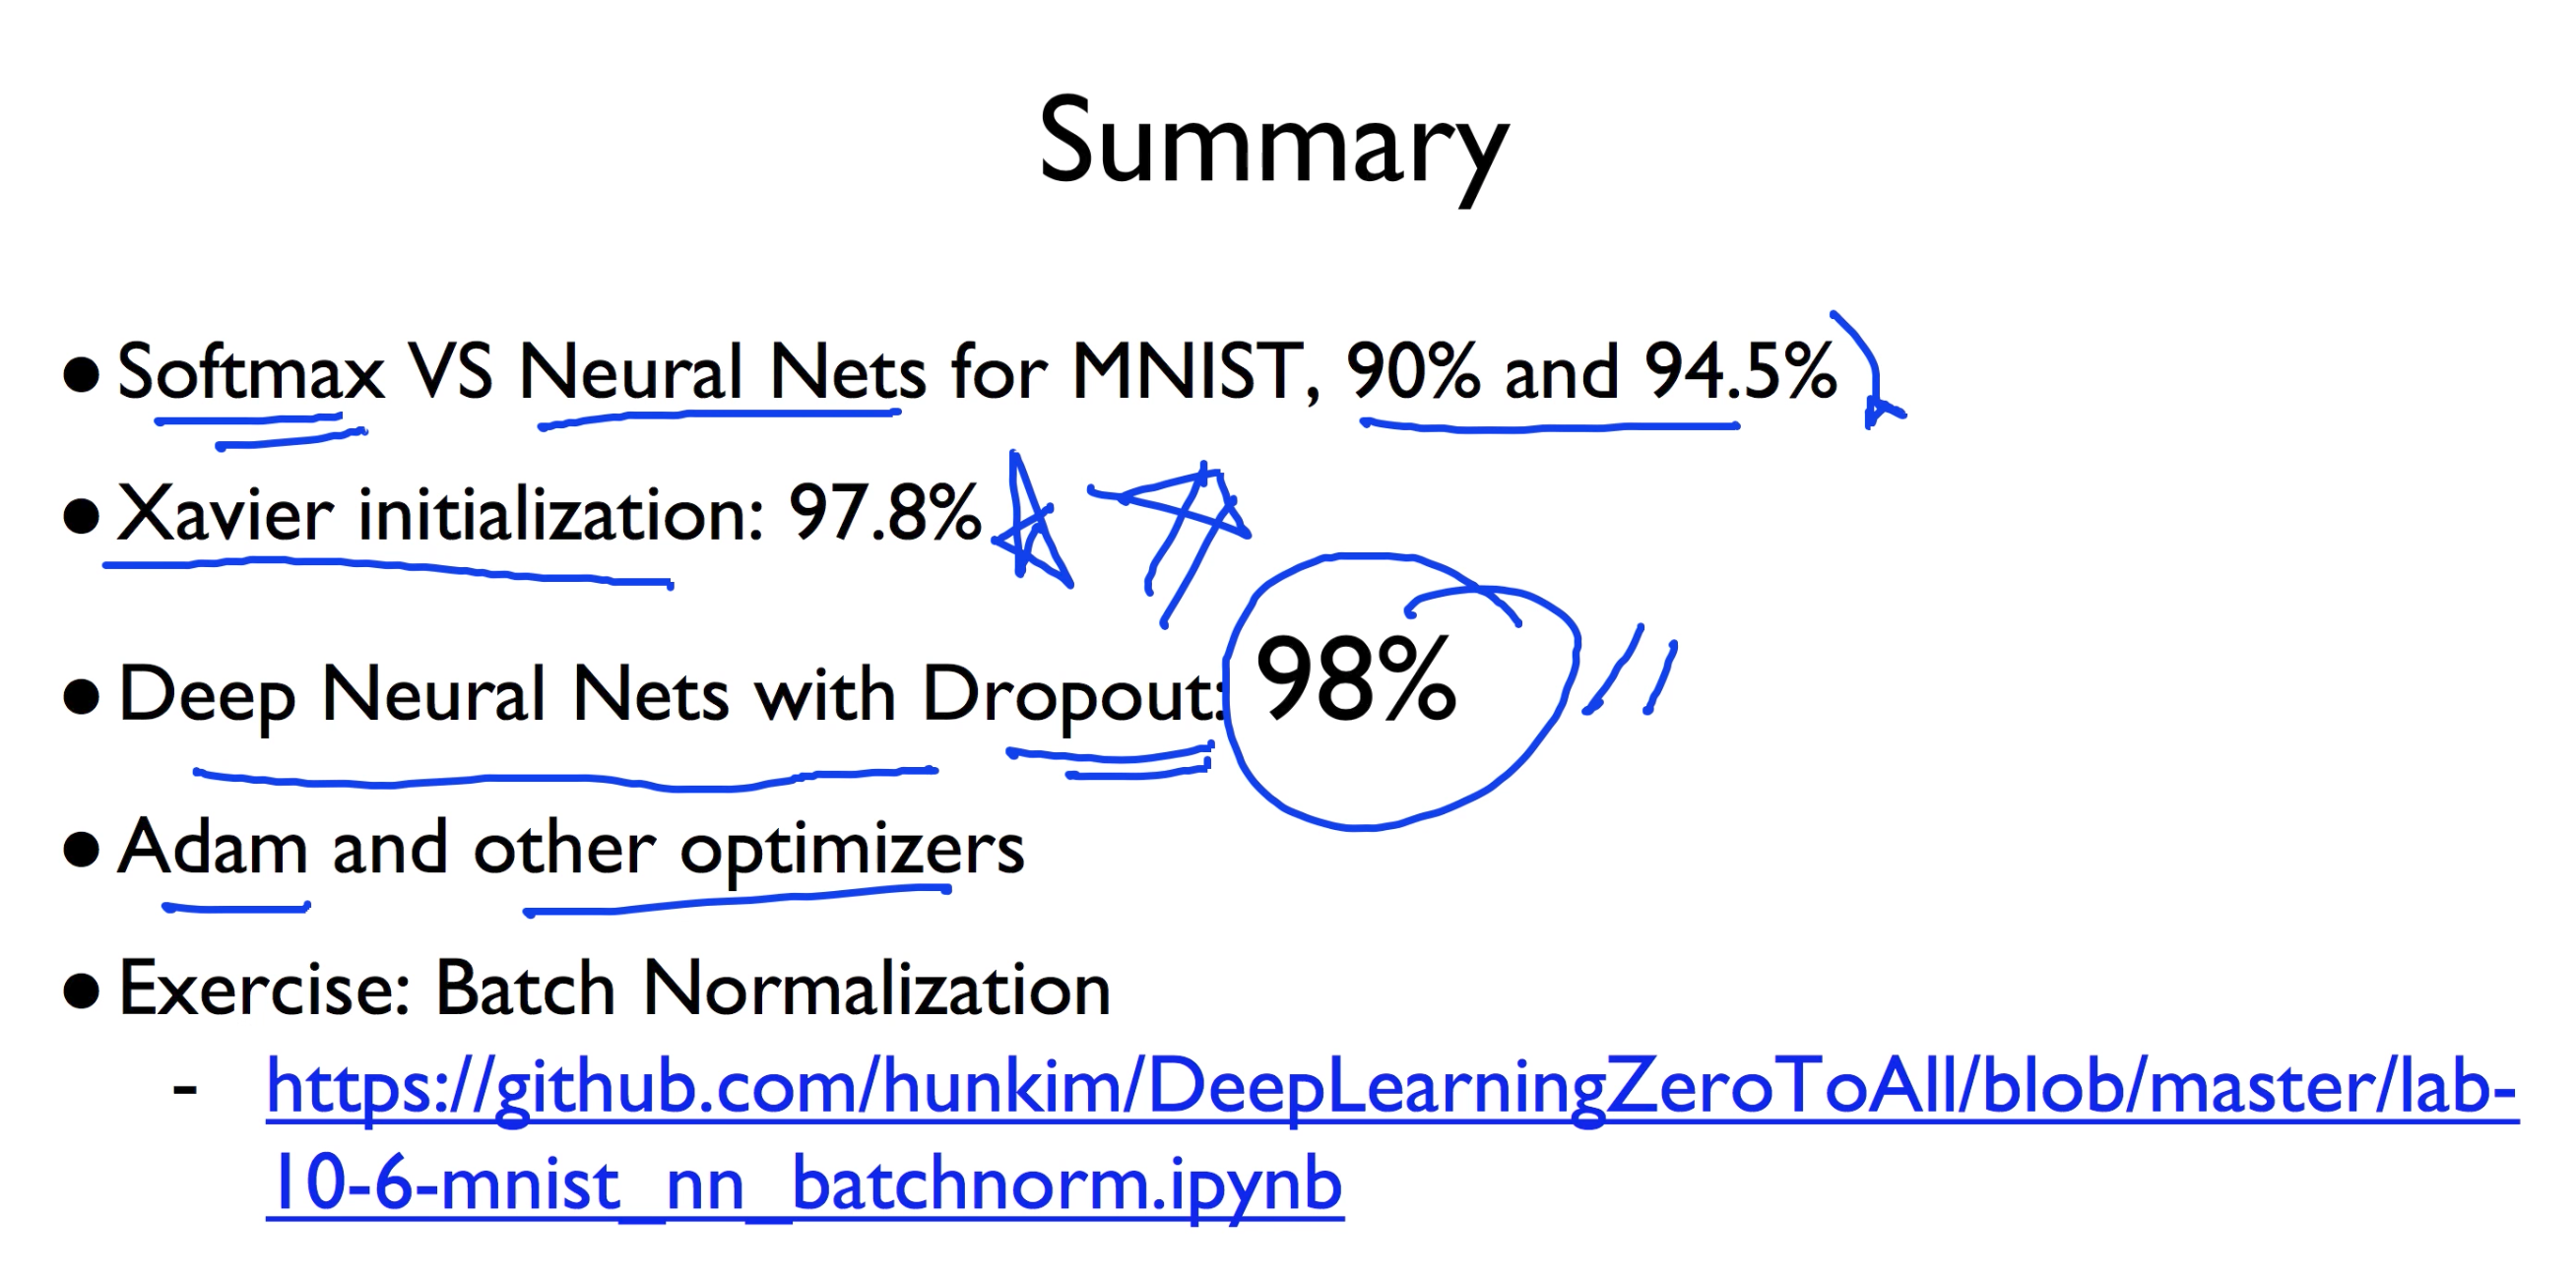 Summary
● Softmax VS Neural Nets for MNIST, 90% and 94.5%
● Xavier initialization: 97.8%
● Deep Neural Nets with Dropout: 98%
● Adam and other optimizers
● Exercise: Batch Normalization
- https://github.com/hunkim/DeepLearningZeroToAll/blob/master/lab-
10-6-mnist_nn_batchnorm.ipynb